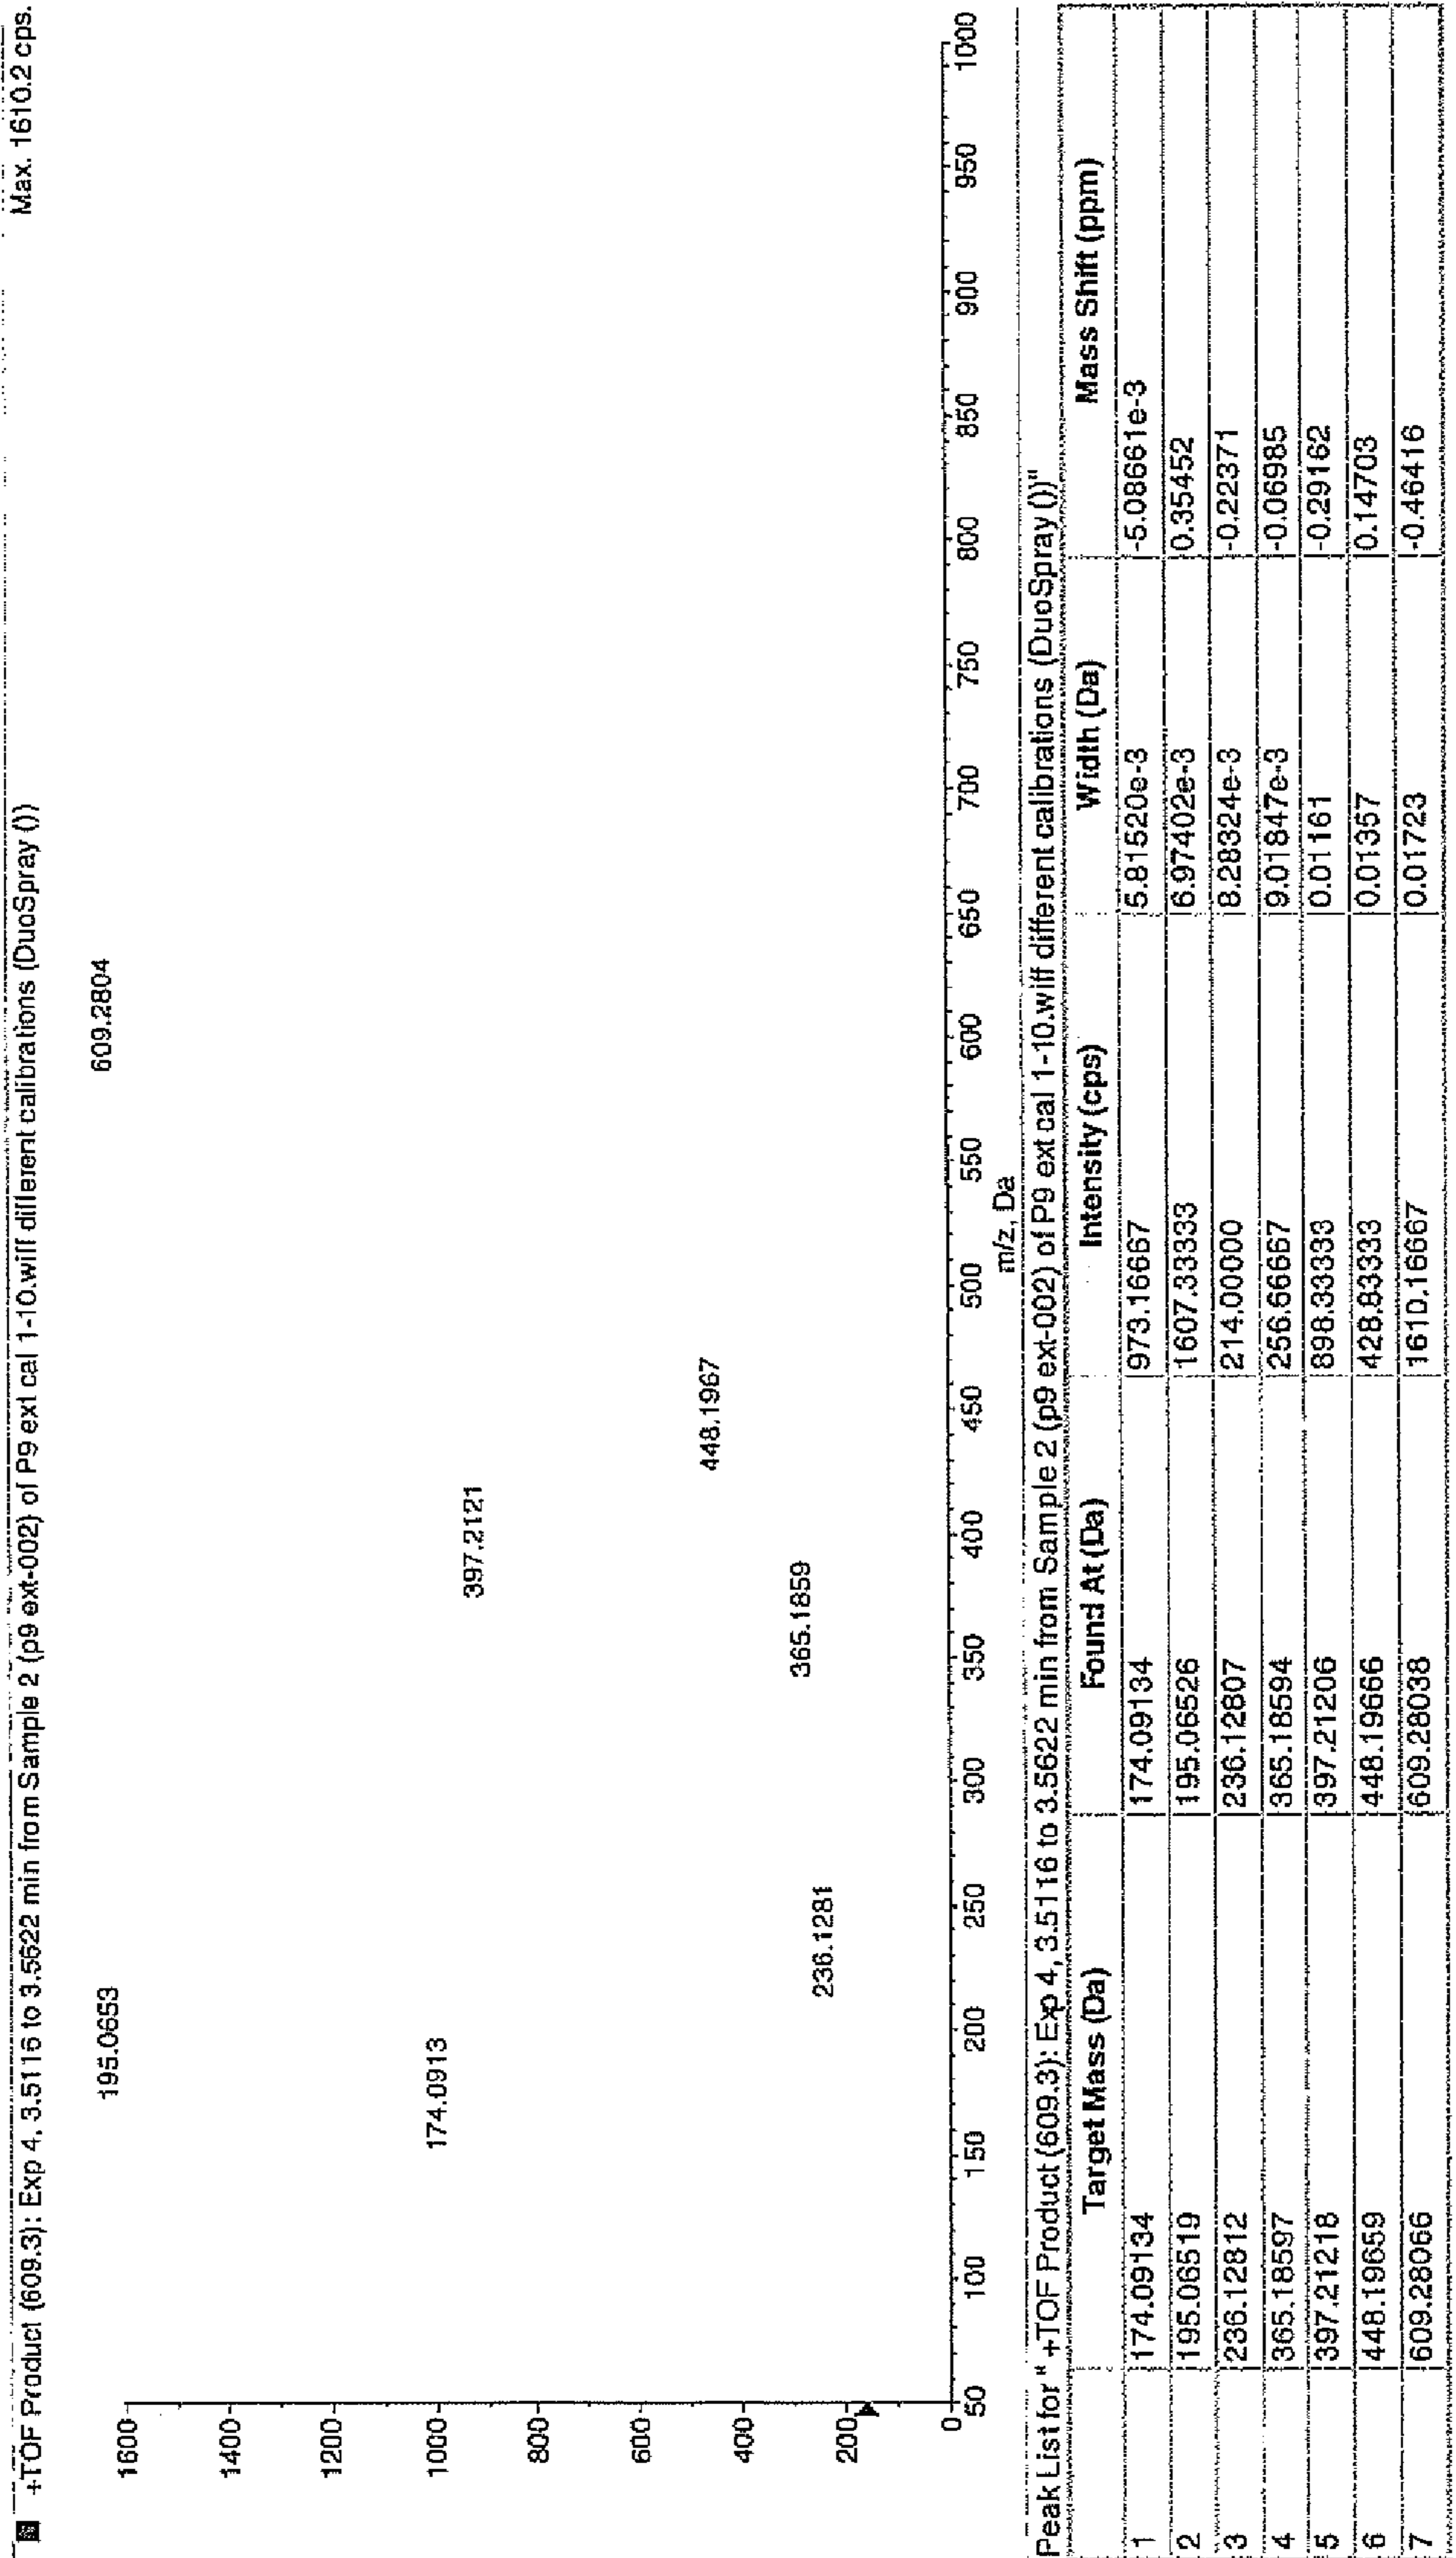 +TOF Product (609.3): Exp 4, 3.5116 to 3.5622 min from Sample 2 (p9 ext-002) of P9 ext cal 1-10.wiff different calibrations (DuoSpray ())
Max. 1610.2 cps.
1600
1400
1200
1000
800
600
400
200
0
195.0653
609.2804
174.0913
397.2121
448.1967
365.1859
236.1281
50 100 150 200 250 300 350 400 450 500 550 600 650 700 750 800 850 900 950 1000
m/z, Da
Peak List for " +TOF Product (609.3): Exp 4, 3.5116 to 3.5622 min from Sample 2 (p9 ext-002) of P9 ext cal 1-10.wiff different calibrations (DuoSpray ())"
Target Mass (Da) Found At (Da) Intensity (cps) Width (Da) Mass Shift (ppm)
1 174.09134 174.09134 973.16667 5.81520e-3 -5.08661e-3
2 195.06519 195.06526 1607.33333 6.97402e-3 0.35452
3 236.12812 236.12807 214.00000 8.28324e-3 -0.22371
4 365.18597 365.18594 256.66667 9.01847e-3 -0.06985
5 397.21218 397.21206 898.33333 0.01161 -0.29162
6 448.19659 448.19666 428.83333 0.01357 0.14703
7 609.28066 609.28038 1610.16667 0.01723 -0.46416